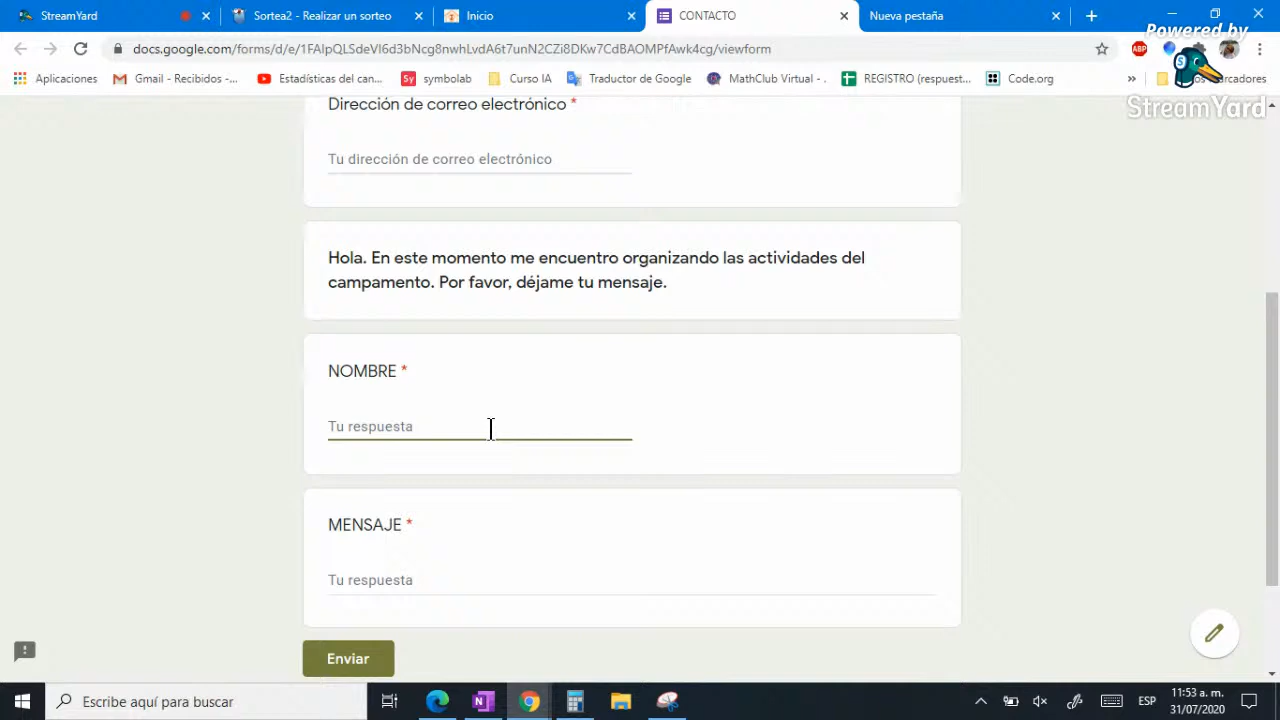 StreamYard
Sortea2 - Realizar un sorteo
Inicio
CONTACTO
Nueva pestaña
Powered by
StreamYard
docs.google.com/forms/d/e/1FAIpQLSdeVI6d3bNcg8nwhLvdA6t7unN2CZi8DKw7CdBAOMPfAwk4cg/viewform
ABP
Aplicaciones
Gmail - Recibidos -...
Estadísticas del can...
Sy symbolab
Curso IA
Traductor de Google
MathClub Virtual - .
REGISTRO (respuest...
Code.org
»
Dirección de correo electrónico *
Tu dirección de correo electrónico
Hola. En este momento me encuentro organizando las actividades del
campamento. Por favor, déjame tu mensaje.
NOMBRE *
Tu respuesta
MENSAJE *
Tu respuesta
Enviar
Escribe aquí para buscar
ESP
11:53 a. m.
31/07/2020